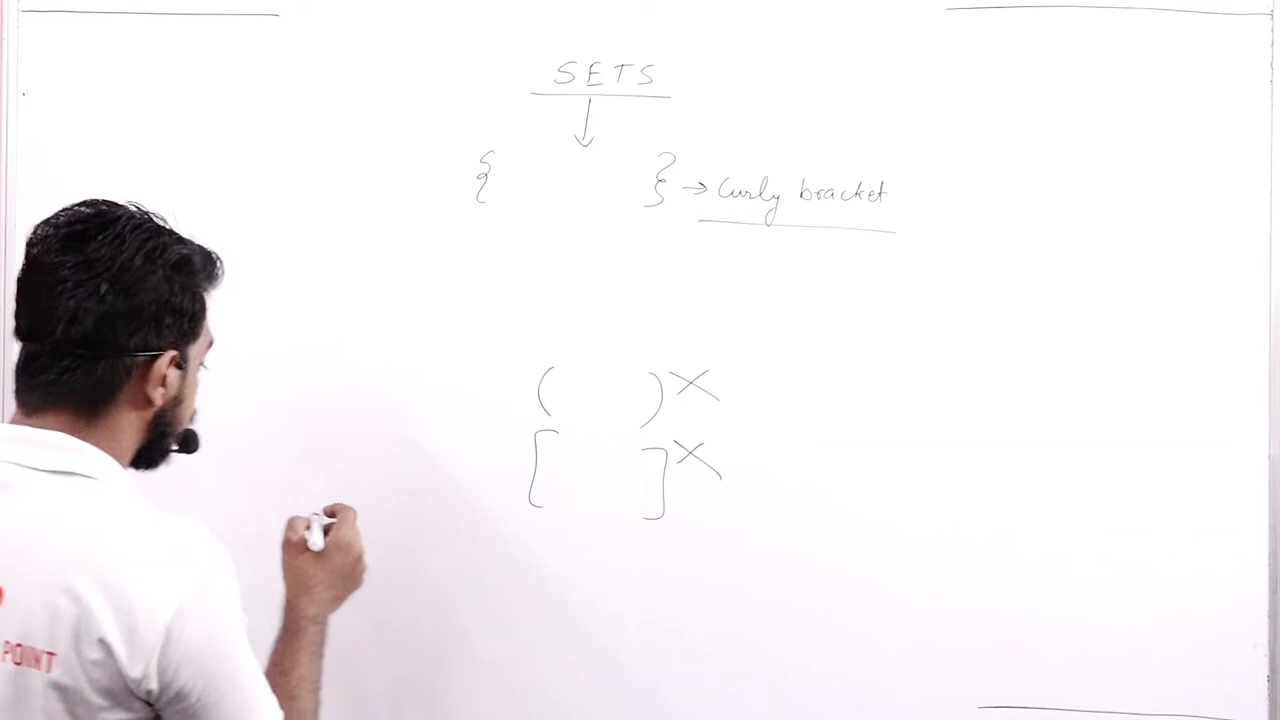 SETS
↓
{ } → Curly bracket
( ) ×
[ ] ×
POINT